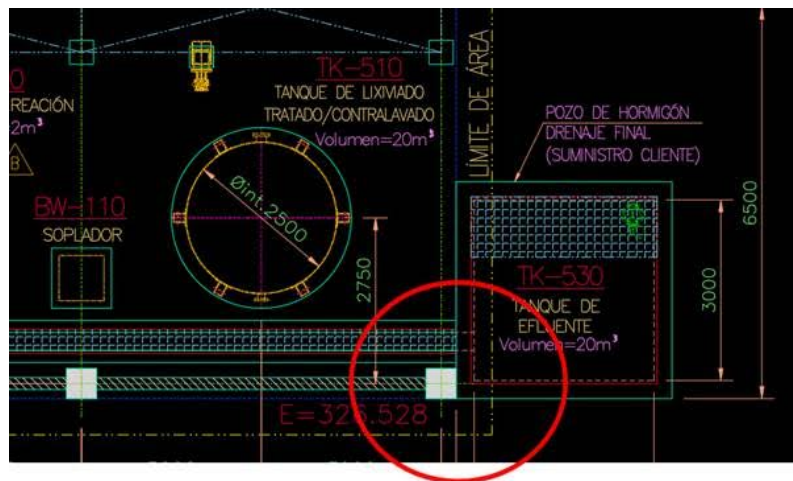 0
REACIÓN
2m³
B
TK-510
TANQUE DE LIXIVIADO
TRATADO/CONTRALAVADO
Volumen=20m³
LÍMITE DE ÁREA
POZO DE HORMIGÓN
DRENAJE FINAL
(SUMINISTRO CLIENTE)
BW-110
SOPLADOR
Øint.2500
2750
TK-530
TANQUE DE
EFLUENTE
Volumen=20m³
3000
6500
E=326.528